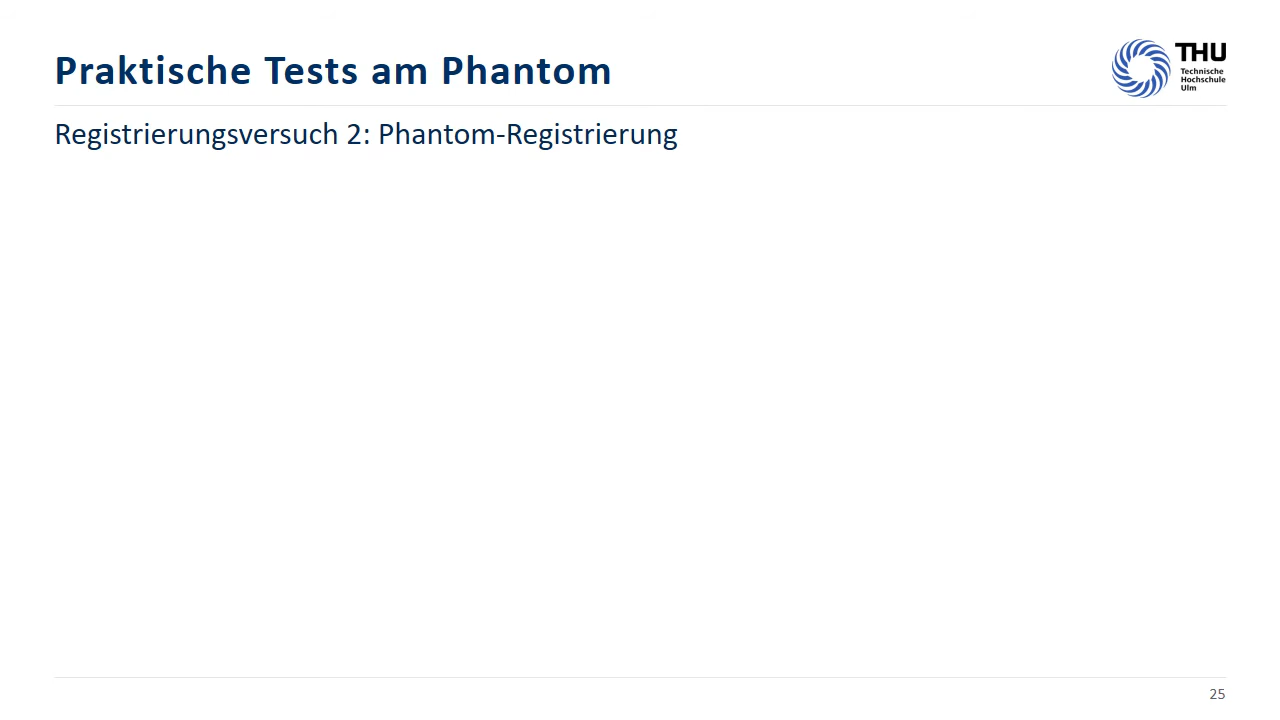 Praktische Tests am Phantom
THU
Technische
Hochschule
Ulm
Registrierungsversuch 2: Phantom-Registrierung
25